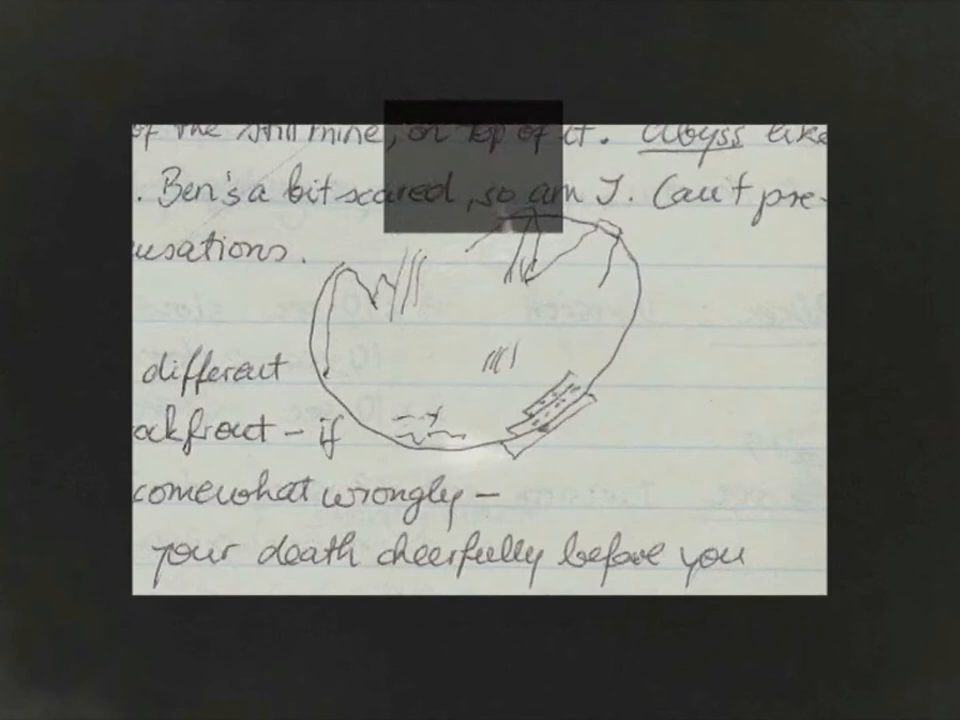 of the still mine, on top of it. Abyss like
. Ben's a bit scared, so am I. Can't pre-
usations.
different
ockfront - if
somewhat wrongly -
your death cheerfully before you